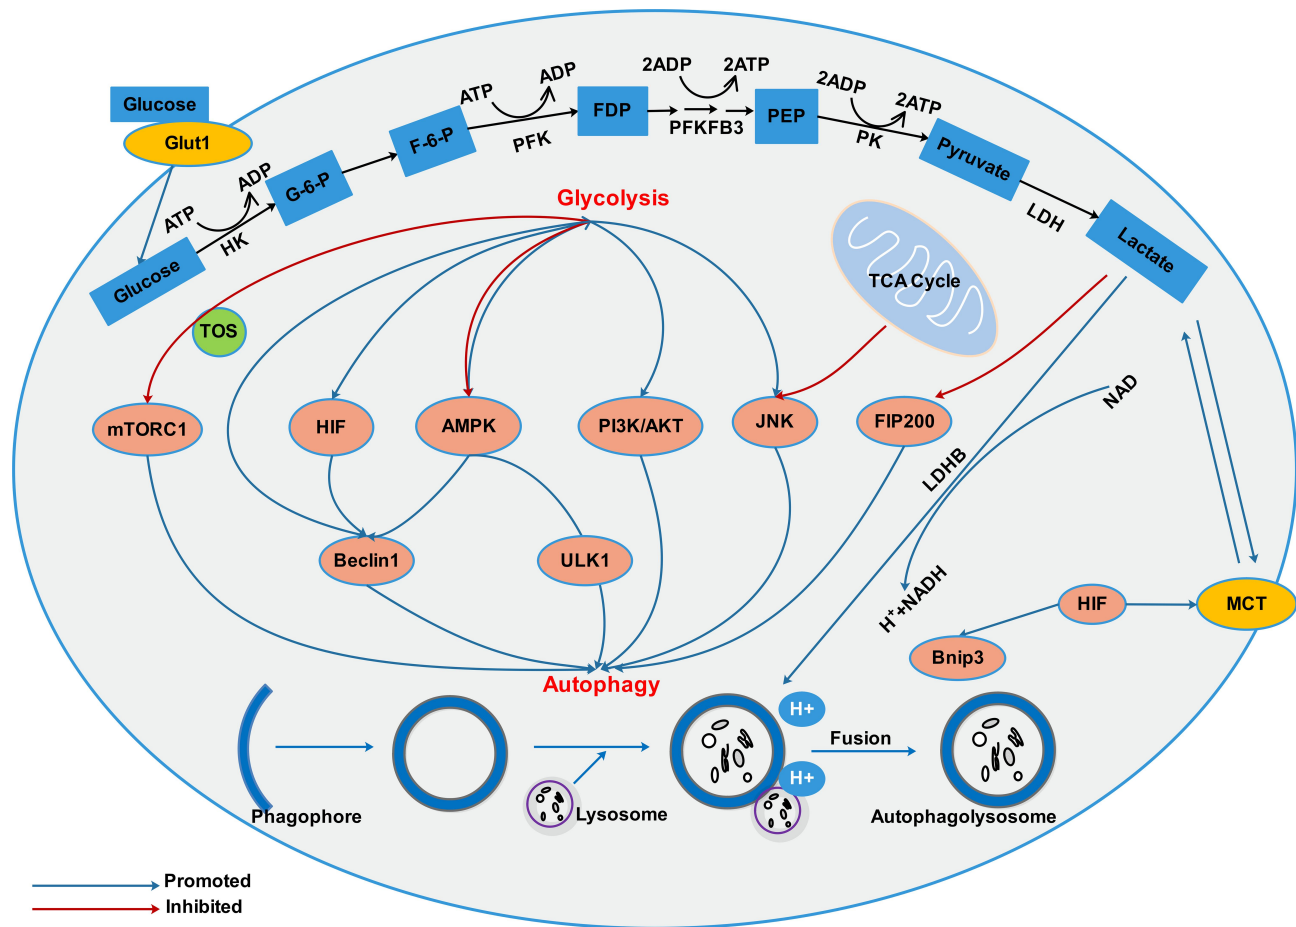 Glucose
Glut1
ATP
ADP
HK
Glucose
G-6-P
F-6-P
ATP
ADP
PFK
FDP
2ADP
2ATP
PFKFB3
PEP
2ADP
2ATP
PK
Pyruvate
LDH
Lactate
Glycolysis
TCA Cycle
TOS
mTORC1
HIF
AMPK
PI3K/AKT
JNK
FIP200
NAD
LDHB
H⁺+NADH
Beclin1
ULK1
HIF
MCT
Bnip3
Autophagy
H+
H+
Fusion
Phagophore
Lysosome
Autophagolysosome
Promoted
Inhibited